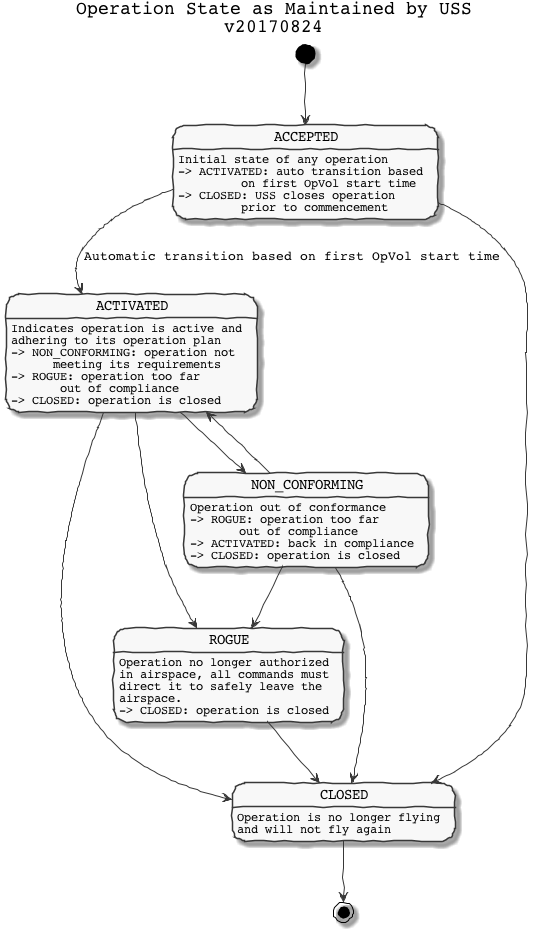 Operation State as Maintained by USS
v20170824
ACCEPTED
Initial state of any operation
-> ACTIVATED: auto transition based
on first OpVol start time
-> CLOSED: USS closes operation
prior to commencement
Automatic transition based on first OpVol start time
ACTIVATED
Indicates operation is active and
adhering to its operation plan
-> NON_CONFORMING: operation not
meeting its requirements
-> ROGUE: operation too far
out of compliance
-> CLOSED: operation is closed
NON_CONFORMING
Operation out of conformance
-> ROGUE: operation too far
out of compliance
-> ACTIVATED: back in compliance
-> CLOSED: operation is closed
ROGUE
Operation no longer authorized
in airspace, all commands must
direct it to safely leave the
airspace.
-> CLOSED: operation is closed
CLOSED
Operation is no longer flying
and will not fly again